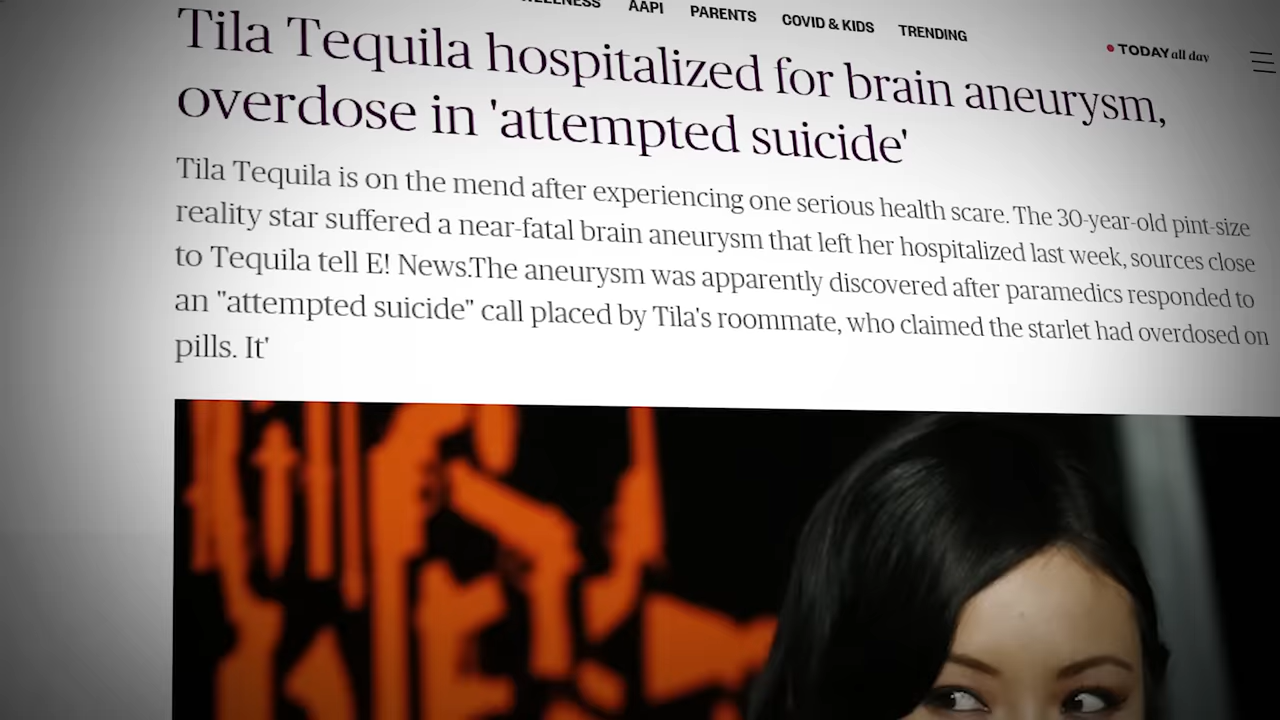 AAPI PARENTS COVID & KIDS TRENDING
TODAY all day
Tila Tequila hospitalized for brain aneurysm,
overdose in 'attempted suicide'
Tila Tequila is on the mend after experiencing one serious health scare. The 30-year-old pint-size
reality star suffered a near-fatal brain aneurysm that left her hospitalized last week, sources close
to Tequila tell E! News.The aneurysm was apparently discovered after paramedics responded to
an "attempted suicide" call placed by Tila's roommate, who claimed the starlet had overdosed on
pills. It'